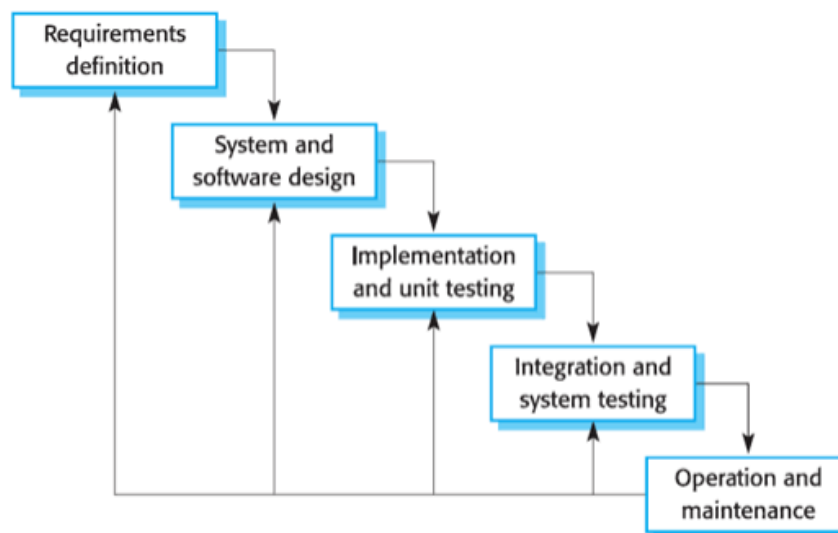 Requirements
definition
System and
software design
Implementation
and unit testing
Integration and
system testing
Operation and
maintenance